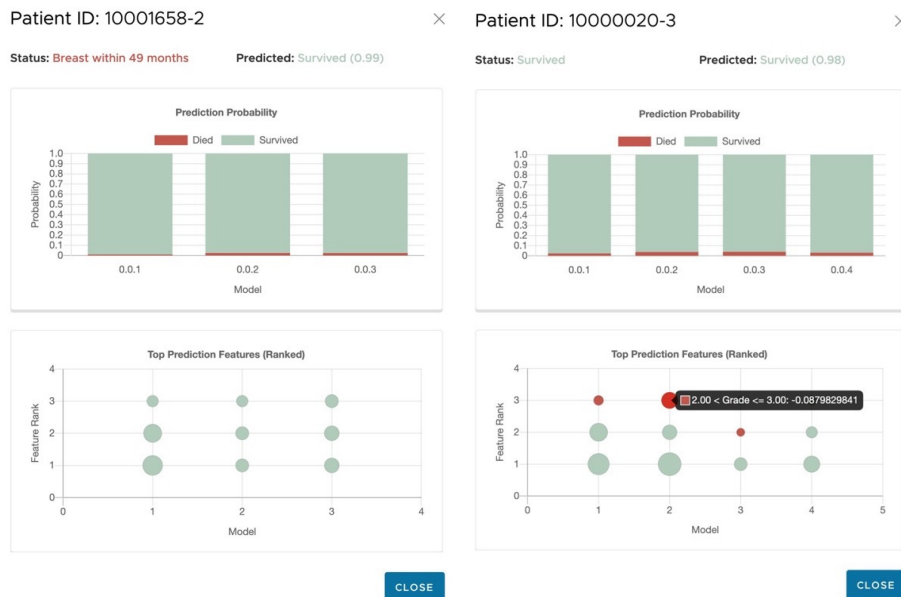 Patient ID: 10001658-2
×
Status: Breast within 49 months
Predicted: Survived (0.99)
Prediction Probability
Died
Survived
Probability
1.0
0.9
0.8
0.7
0.6
0.5
0.4
0.3
0.2
0.1
0
0.0.1
0.0.2
0.0.3
Model
Top Prediction Features (Ranked)
Feature Rank
4
3
2
1
0
0
1
2
3
4
Model
CLOSE
Patient ID: 10000020-3
×
Status: Survived
Predicted: Survived (0.98)
Prediction Probability
Died
Survived
Probability
1.0
0.9
0.8
0.7
0.6
0.5
0.4
0.3
0.2
0.1
0
0.0.1
0.0.2
0.0.3
0.0.4
Model
Top Prediction Features (Ranked)
Feature Rank
4
3
2
1
0
2.00 < Grade <= 3.00: -0.0879829841
0
1
2
3
4
5
Model
CLOSE